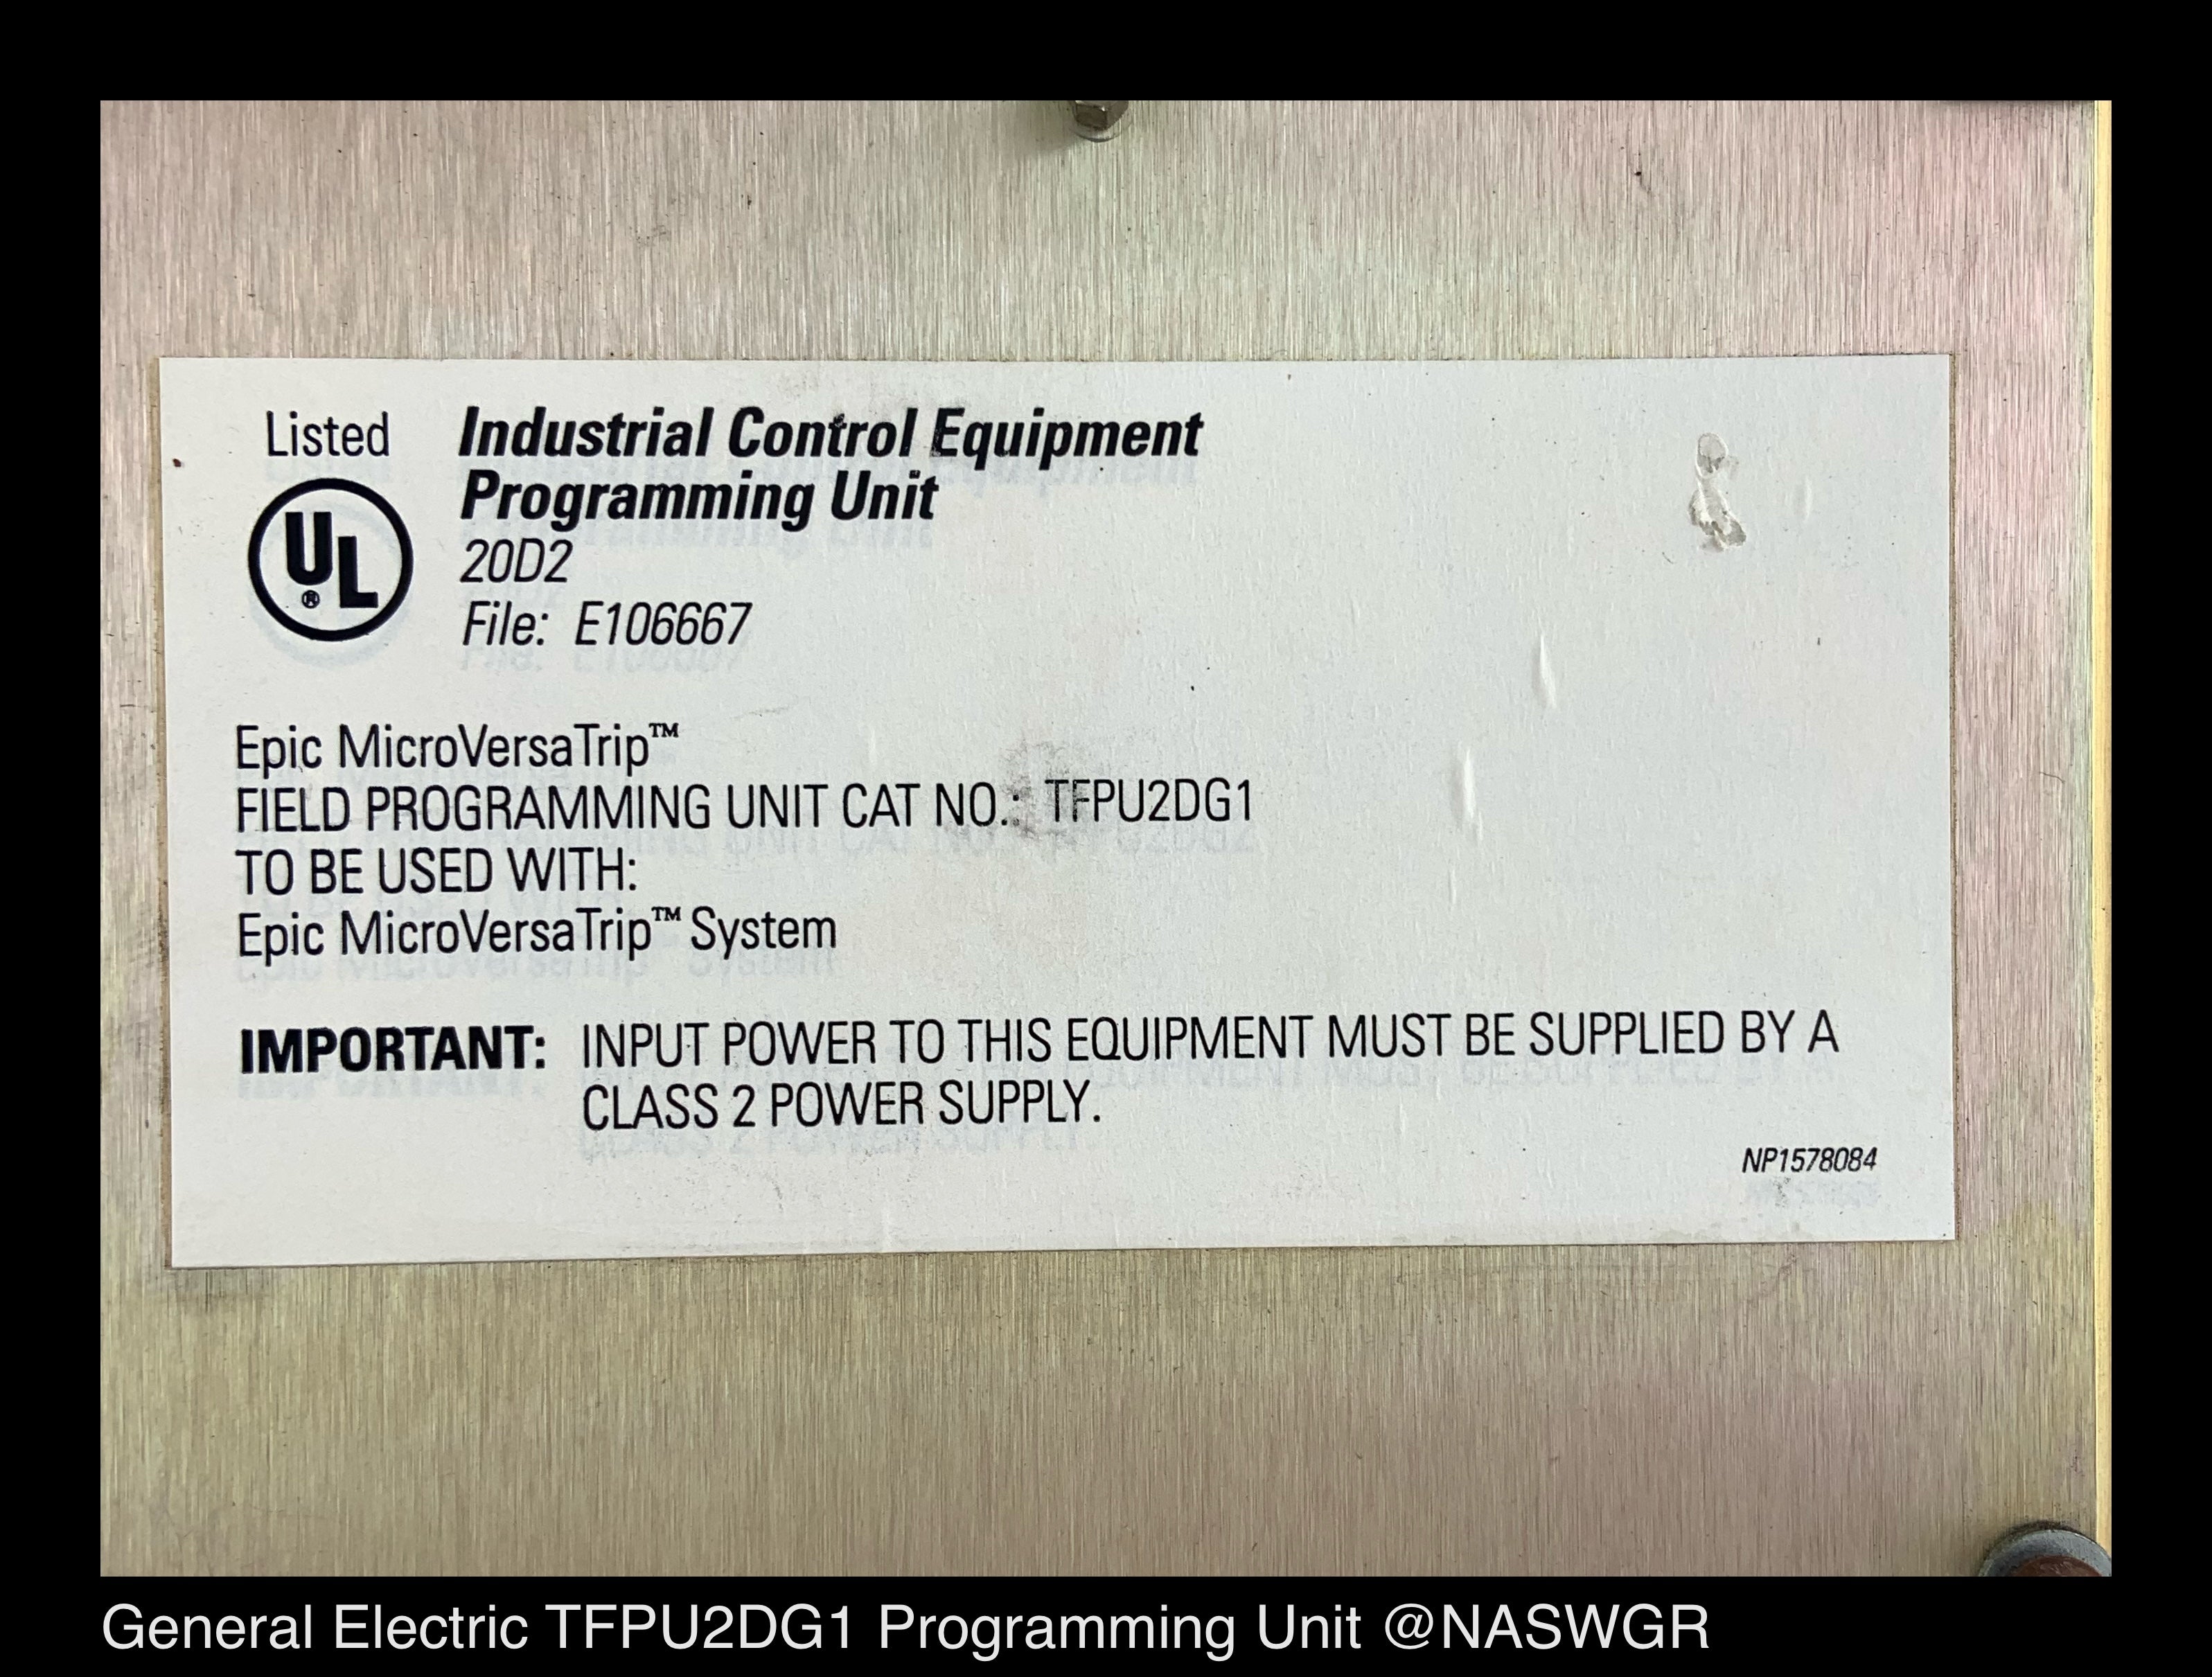 Listed
Industrial Control Equipment
Programming Unit
20D2
File: E106667
UL®
Epic MicroVersaTrip™
FIELD PROGRAMMING UNIT CAT NO.: TFPU2DG1
TO BE USED WITH:
Epic MicroVersaTrip™ System
IMPORTANT: INPUT POWER TO THIS EQUIPMENT MUST BE SUPPLIED BY A
CLASS 2 POWER SUPPLY.
NP1578084
General Electric TFPU2DG1 Programming Unit @NASWGR